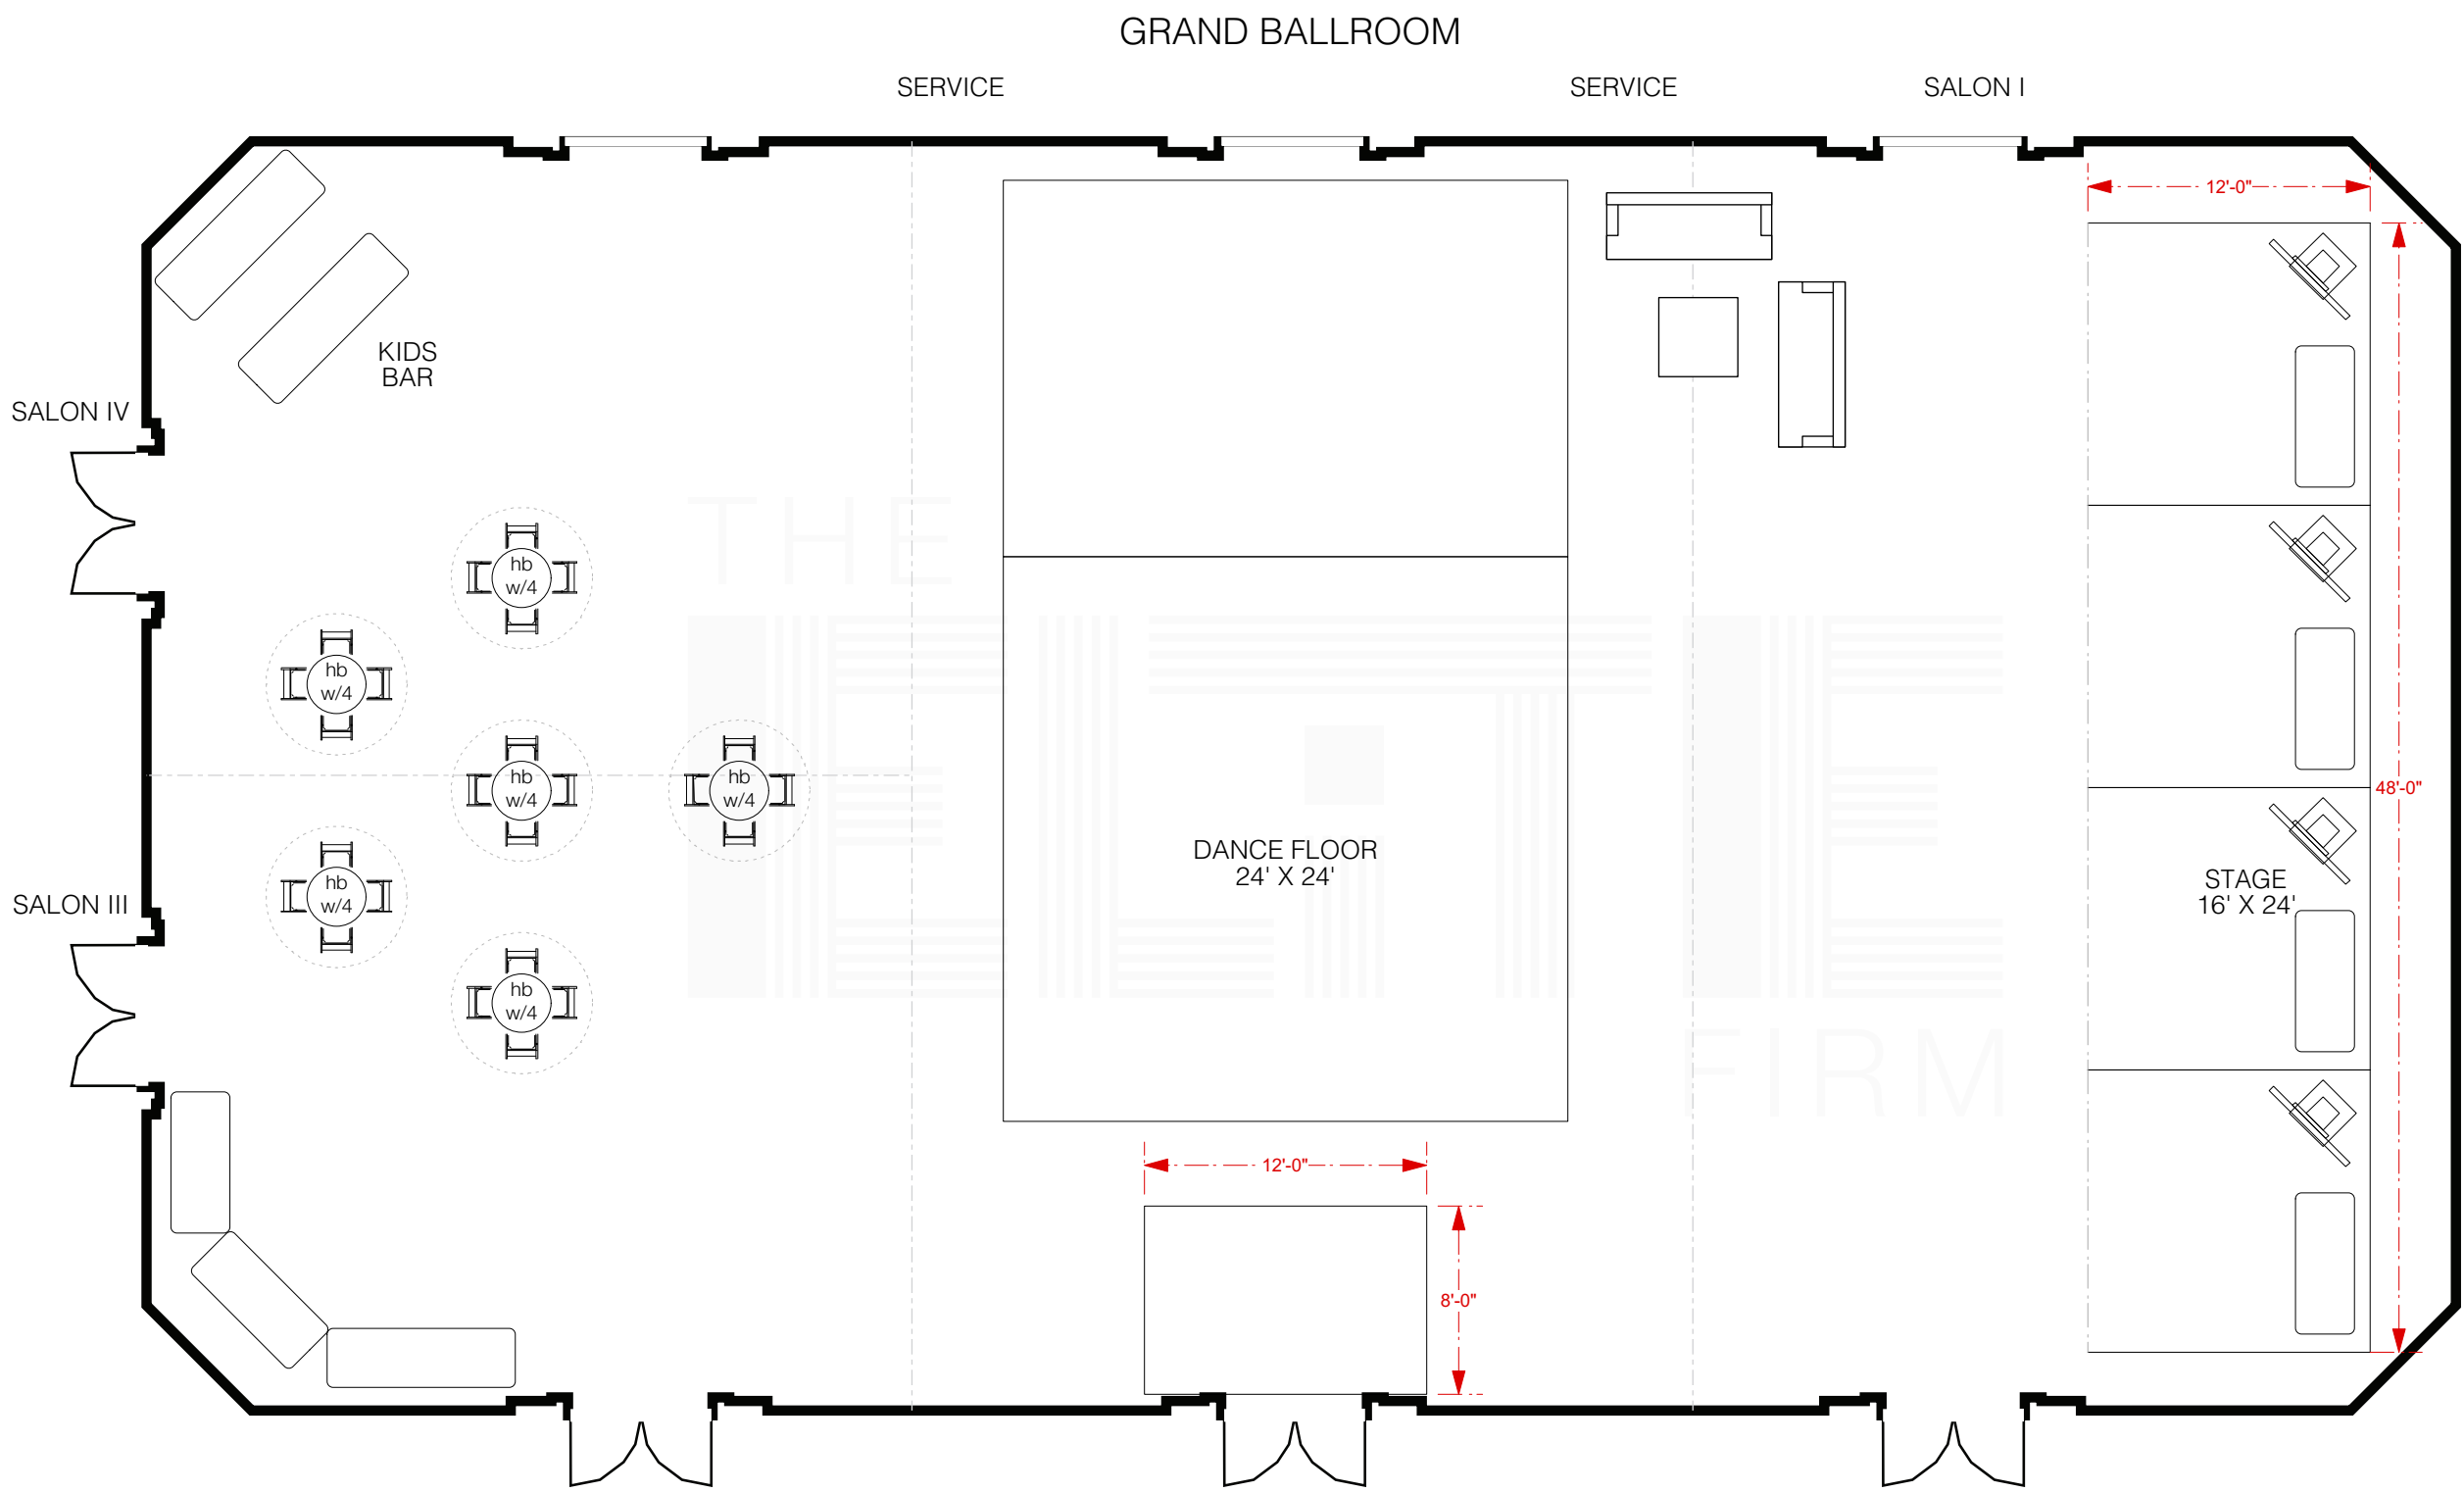 GRAND BALLROOM
SERVICE
SERVICE
SALON I
12'-0"
KIDS
BAR
SALON IV
THE
hb
w/4
hb
w/4
hb
w/4
hb
w/4
48'-0"
DANCE FLOOR
24' X 24'
STAGE
16' X 24'
hb
w/4
SALON III
hb
w/4
FIRM
12'-0"
8'-0"